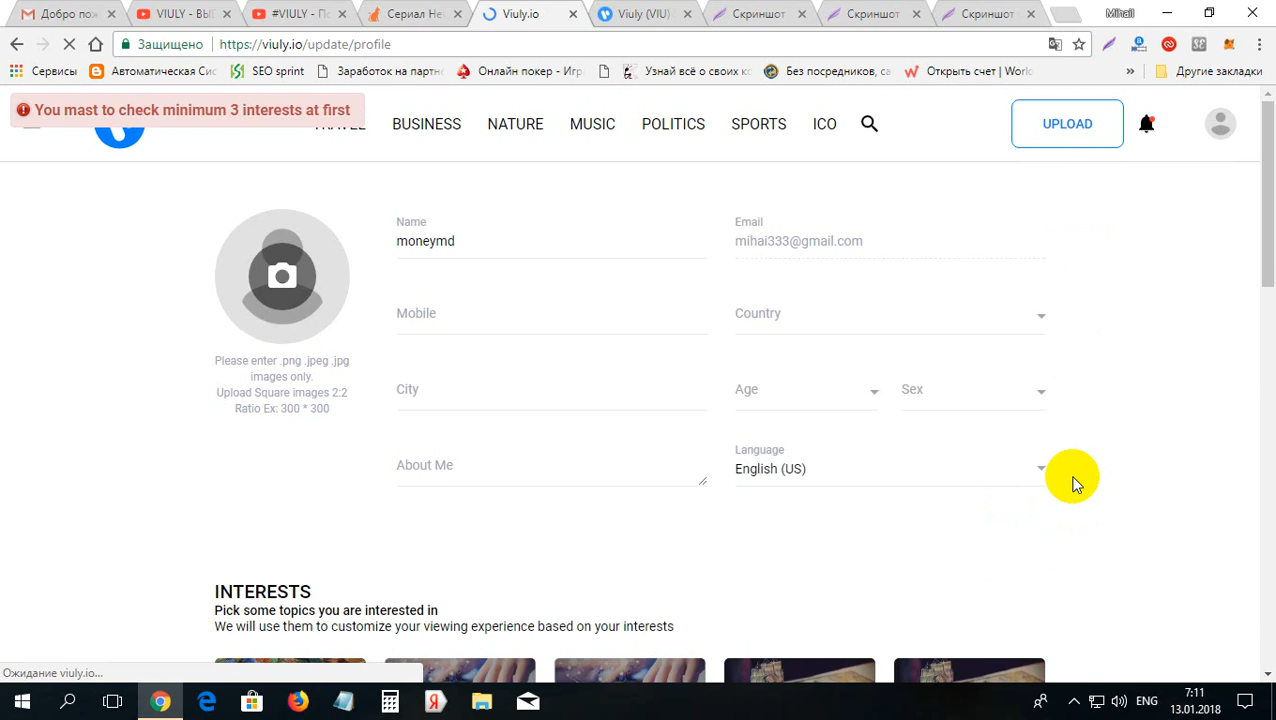 Добро пож
VIULY - ВЫЕ
#VIULY - По
Сериал Не
Viuly.io
Viuly (VIU)
Скриншот
Скриншот
Скриншот
Mihail
Защищено
https://viuly.io/update/profile
Сервисы
Автоматическая Сис
SEO sprint
Заработок на партн
Онлайн покер - Игр
Узнай всё о своих ко
Без посредников, са
Открыть счет | Worl
»
Другие закладки
You mast to check minimum 3 interests at first
TRAVEL
BUSINESS
NATURE
MUSIC
POLITICS
SPORTS
ICO
UPLOAD
Name
moneymd
Email
mihai333@gmail.com
Mobile
Country
Please enter .png .jpeg .jpg
images only.
Upload Square images 2:2
Ratio Ex: 300 * 300
City
Age
Sex
About Me
Language
English (US)
INTERESTS
Pick some topics you are interested in
We will use them to customize your viewing experience based on your interests
Ожидание viuly.io...
ENG
7:11
13.01.2018